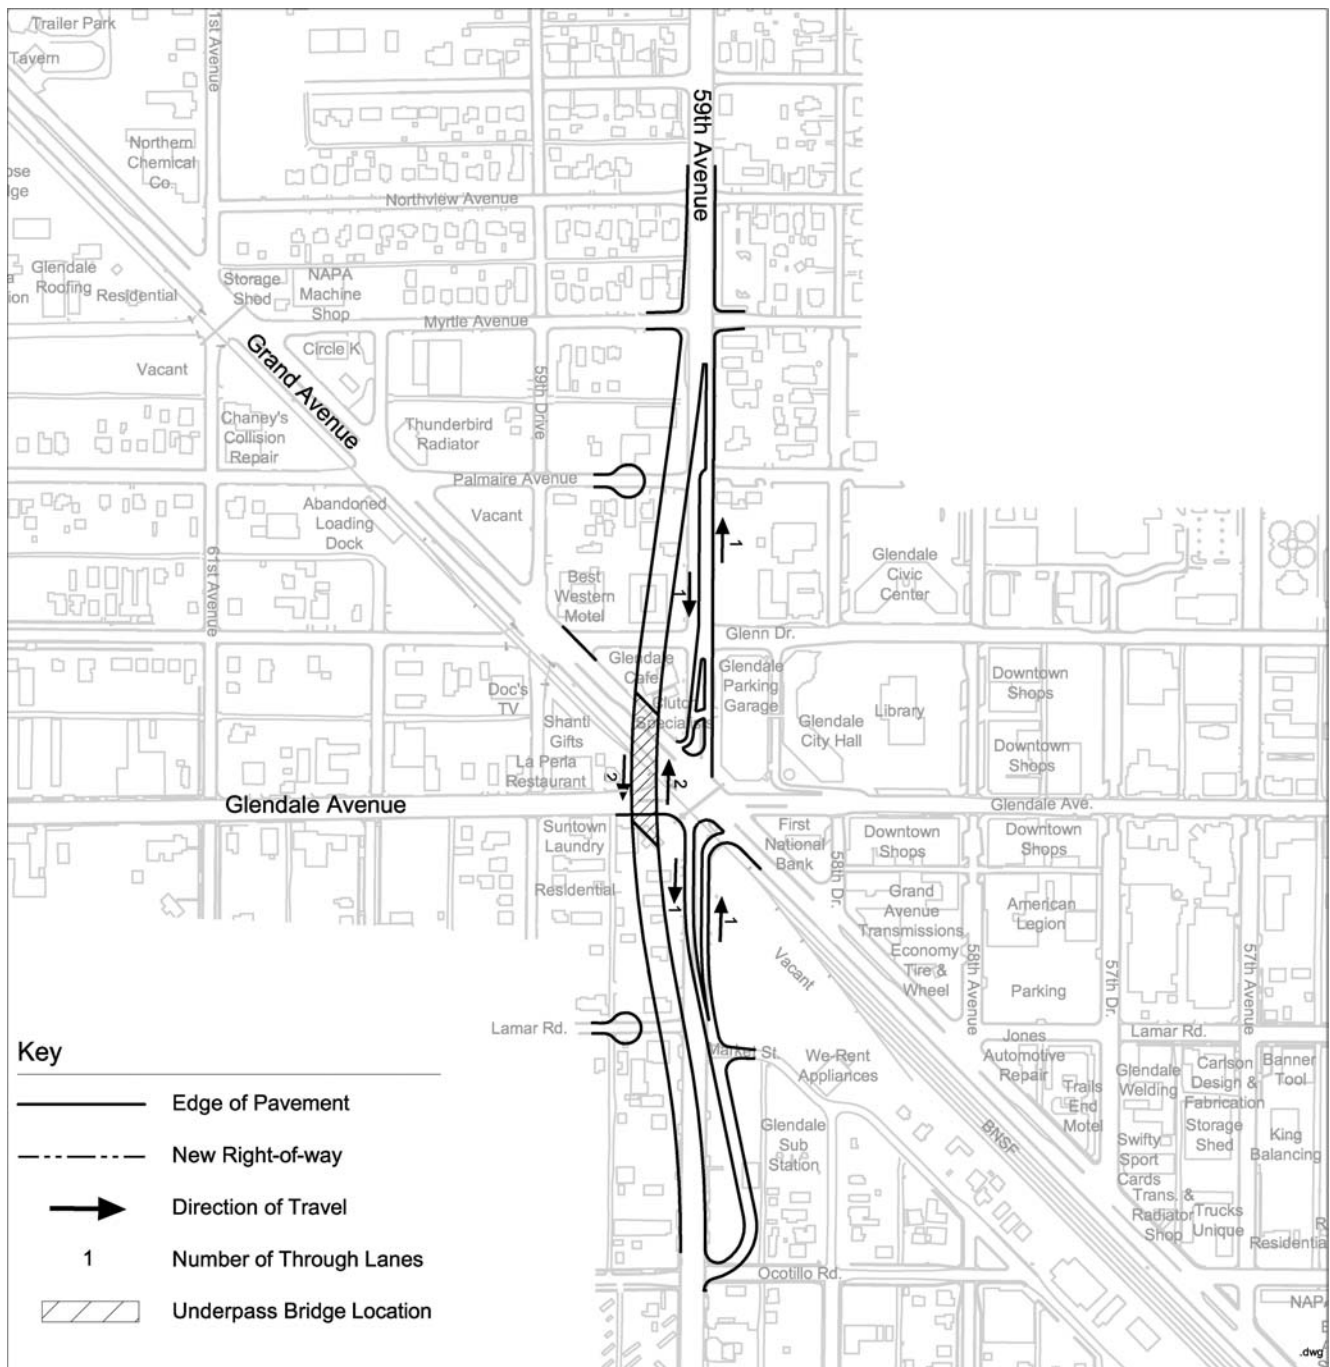 Trailer Park
Tavern
1st Avenue
Northern
Chemical
Co.
59th Avenue
Northview Avenue
Glendale
Roofing
Residential
Storage
Shed
NAPA
Machine
Shop
Myrtle Avenue
Grand Avenue
Circle K
Vacant
59th Drive
Chaney's
Collision
Repair
Thunderbird
Radiator
Palmaire Avenue
Abandoned
Loading
Dock
Vacant
61st Avenue
Best
Western
Motel
1
1
Glendale
Civic
Center
Glenn Dr.
Glendale
Cafe
Clutch
Specialists
Glendale
Parking
Garage
Glendale
City Hall
Library
Downtown
Shops
Downtown
Shops
Doc's
TV
Shanti
Gifts
La Perla
Restaurant
2
2
Glendale Avenue
Glendale Ave.
Suntown
Laundry
Residential
First
National
Bank
58th Dr.
Downtown
Shops
Downtown
Shops
1
1
Grand
Avenue
Transmissions
Economy
Tire &
Wheel
American
Legion
Vacant
58th Avenue
Parking
57th Dr.
57th Avenue
Lamar Rd.
Lamar Rd.
Market St.
We-Rent
Appliances
Jones
Automotive
Repair
Trails
End
Motel
Glendale
Welding
Carlson
Design &
Fabrication
Banner
Tool
Storage
Shed
King
Balancing
Glendale
Sub
Station
BNSF
Swifty
Sport
Cards
Trans. &
Radiator
Shop
Trucks
Unique
Residential
Ocotillo Rd.
NAPA
Key
Edge of Pavement
New Right-of-way
Direction of Travel
1 Number of Through Lanes
Underpass Bridge Location
.dwg